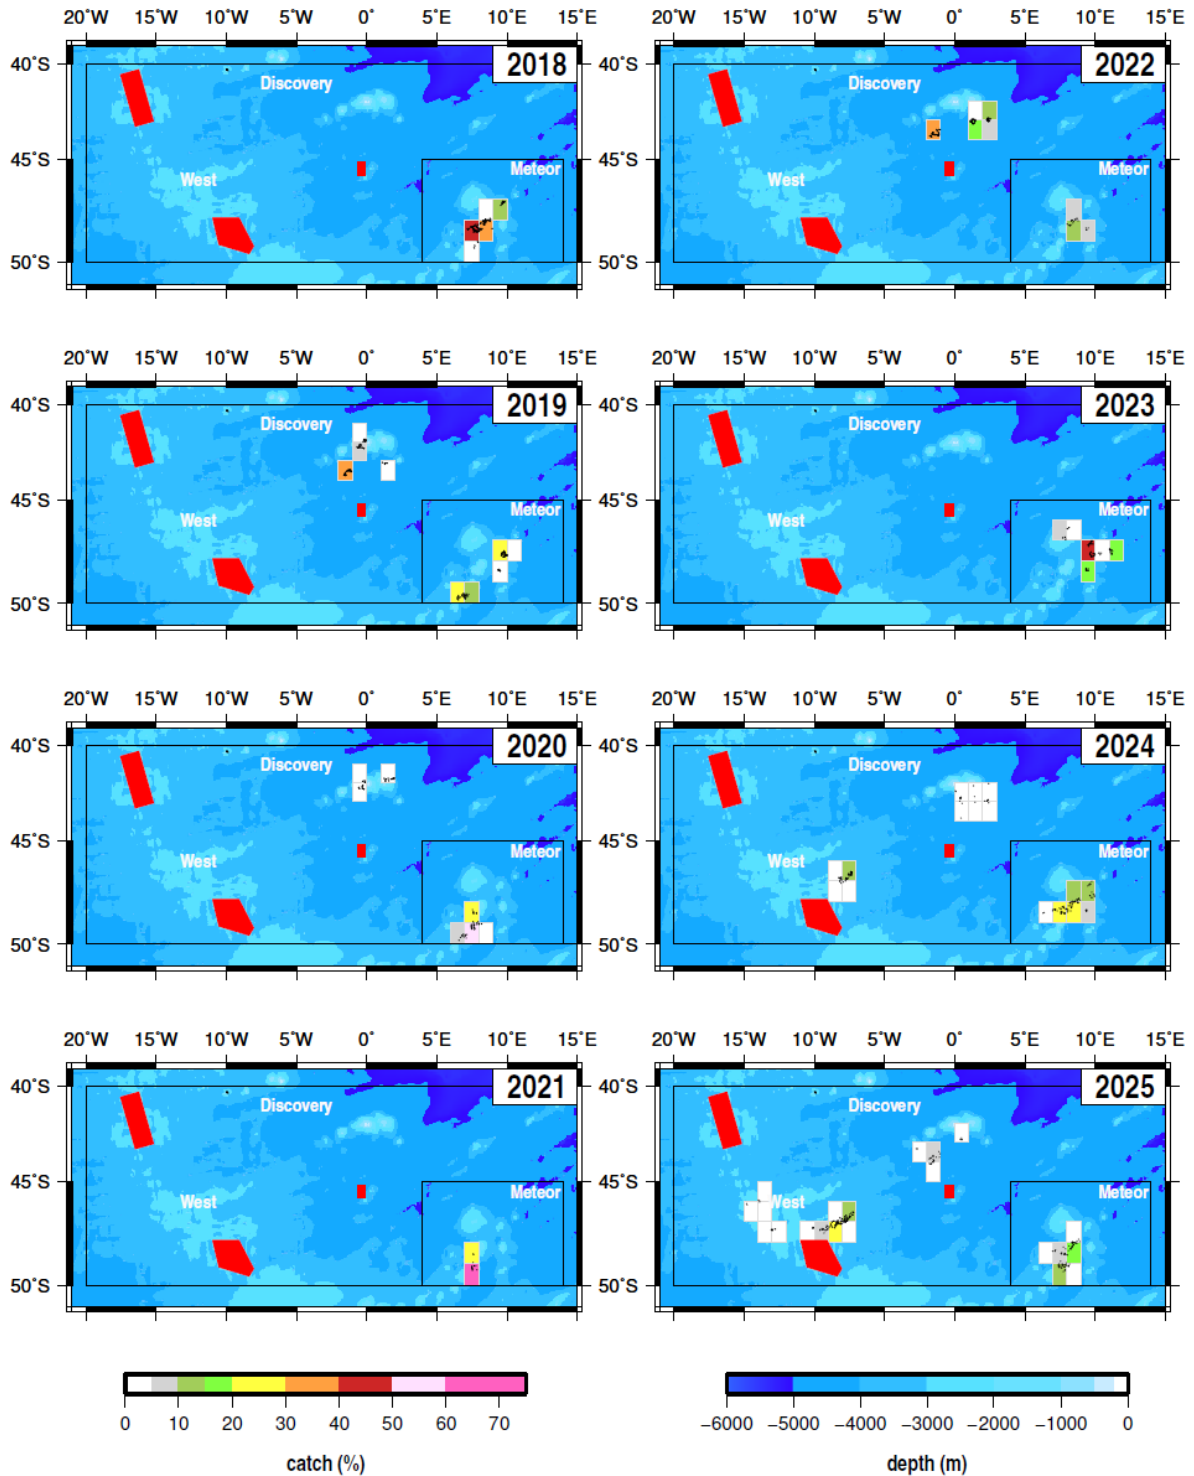 20˚W 15˚W 10˚W 5˚W 0˚ 5˚E 10˚E 15˚E 20˚W 15˚W 10˚W 5˚W 0˚ 5˚E 10˚E 15˚E
40˚S 2018 40˚S 2022
Discovery Discovery
45˚S Meteor 45˚S Meteor
West West
50˚S 50˚S
20˚W 15˚W 10˚W 5˚W 0˚ 5˚E 10˚E 15˚E 20˚W 15˚W 10˚W 5˚W 0˚ 5˚E 10˚E 15˚E
40˚S 2019 40˚S 2023
Discovery Discovery
45˚S Meteor 45˚S Meteor
West West
50˚S 50˚S
20˚W 15˚W 10˚W 5˚W 0˚ 5˚E 10˚E 15˚E 20˚W 15˚W 10˚W 5˚W 0˚ 5˚E 10˚E 15˚E
40˚S 2020 40˚S 2024
Discovery Discovery
45˚S Meteor 45˚S Meteor
West West
50˚S 50˚S
20˚W 15˚W 10˚W 5˚W 0˚ 5˚E 10˚E 15˚E 20˚W 15˚W 10˚W 5˚W 0˚ 5˚E 10˚E 15˚E
40˚S 2021 40˚S 2025
Discovery Discovery
45˚S Meteor 45˚S Meteor
West West
50˚S 50˚S
0 10 20 30 40 50 60 70 −6000 −5000 −4000 −3000 −2000 −1000 0
catch (%) depth (m)